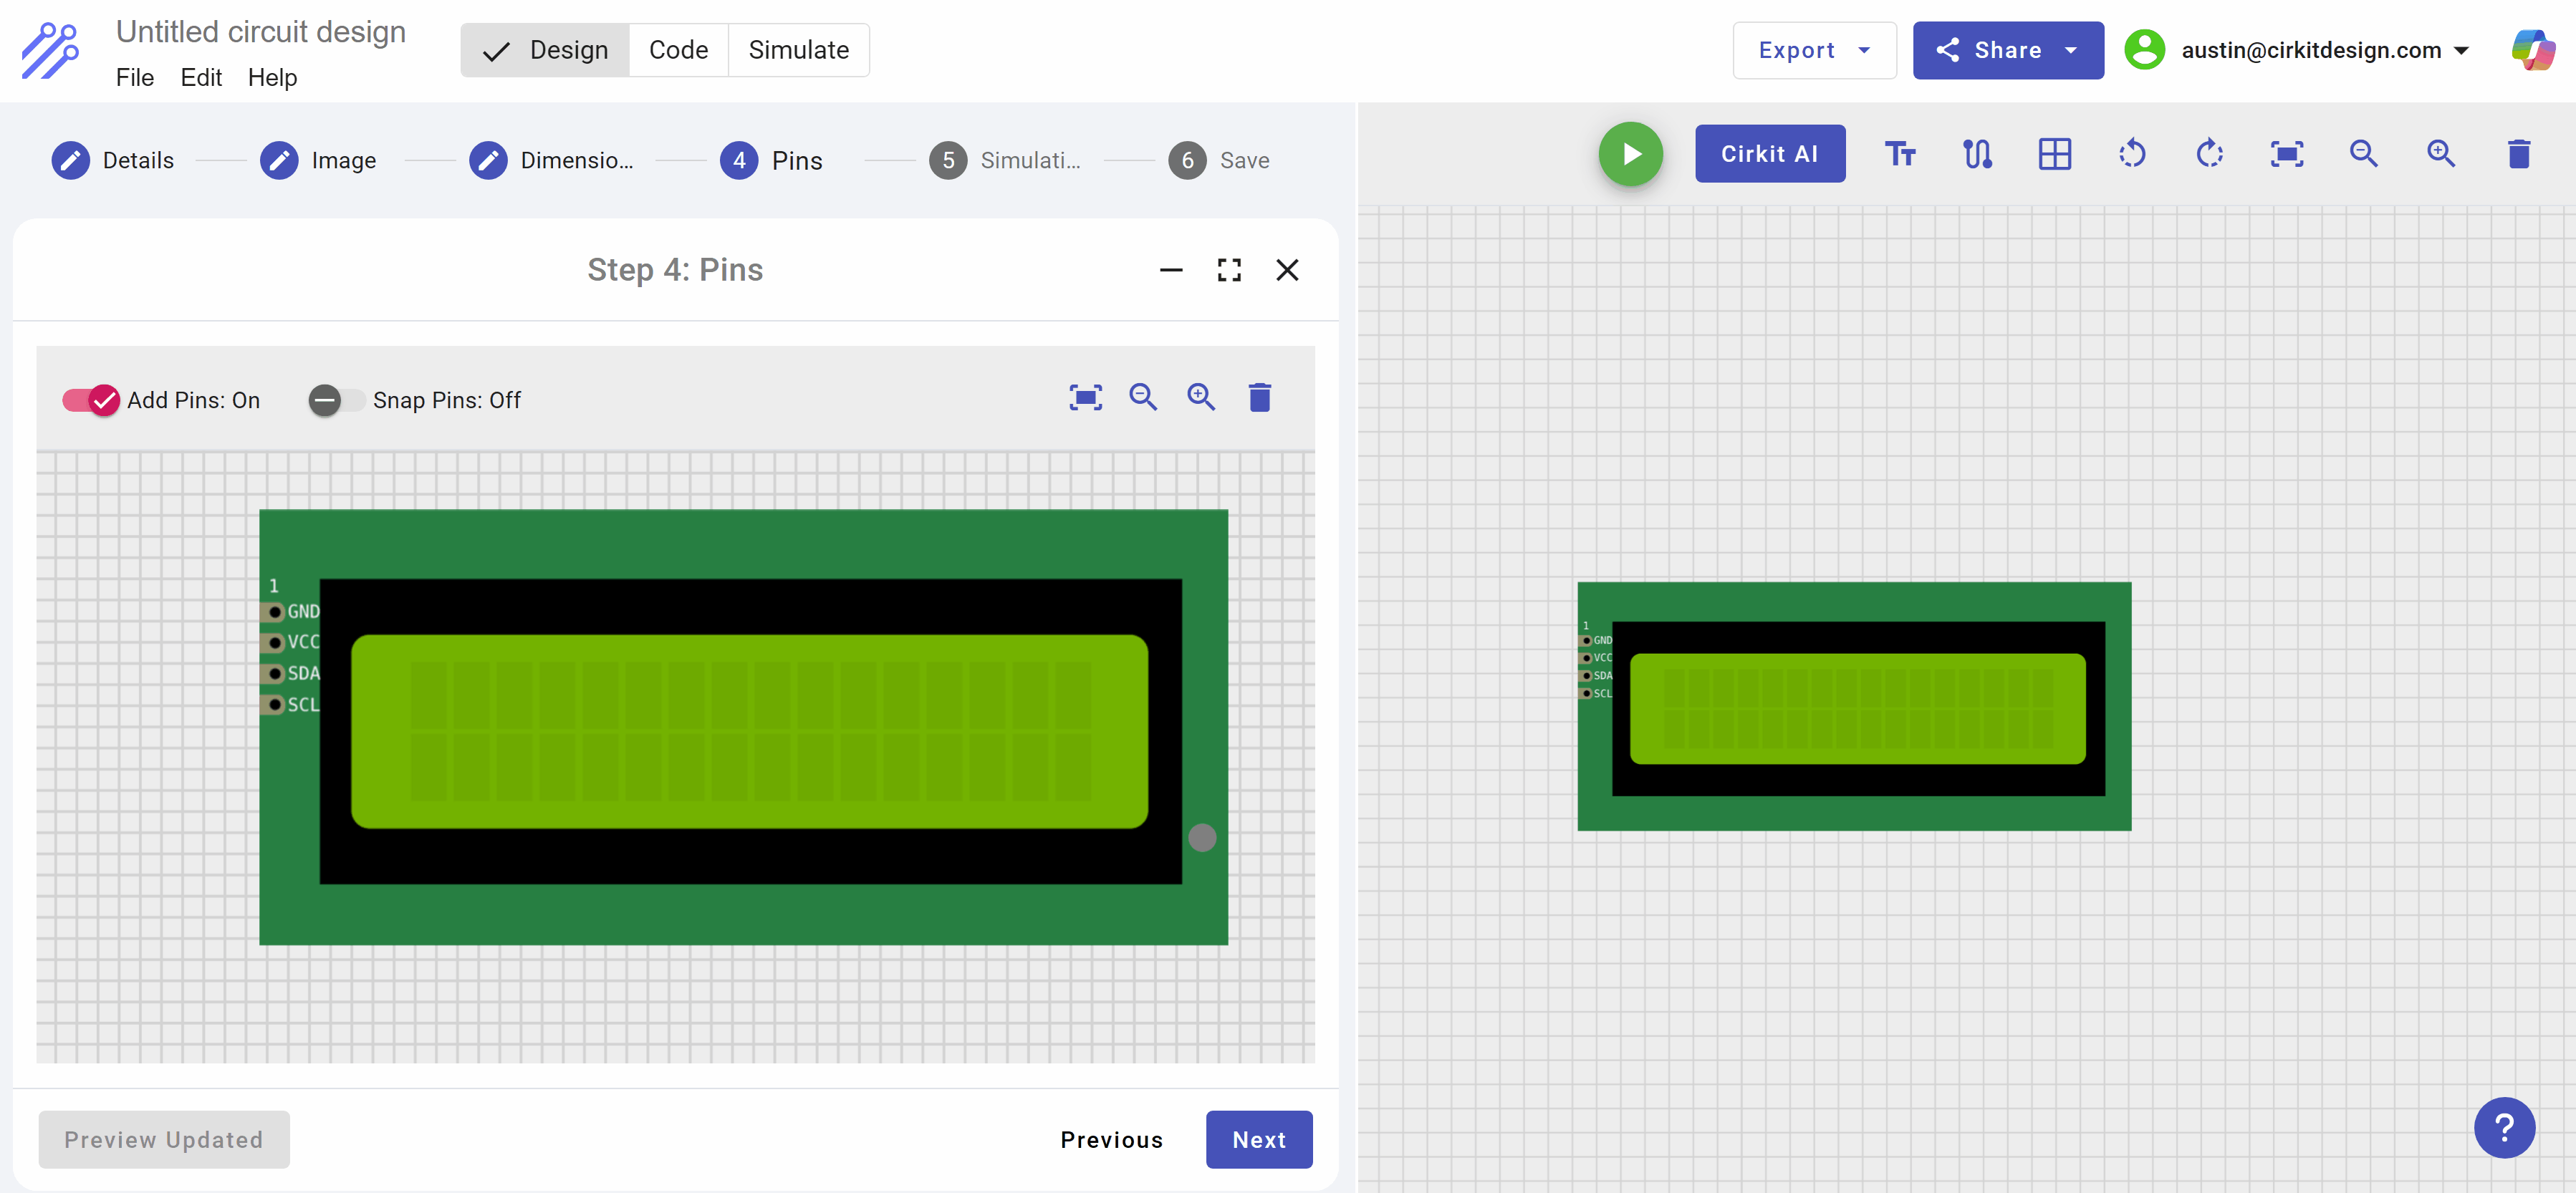 Untitled circuit design
File Edit Help
Design Code Simulate
Export Share austin@cirkitdesign.com
Details Image Dimensio... 4 Pins 5 Simulati... 6 Save
Cirkit AI
Step 4: Pins
Add Pins: On Snap Pins: Off
1
GND
VCC
SDA
SCL
1
GND
VCC
SDA
SCL
Preview Updated Previous Next
?